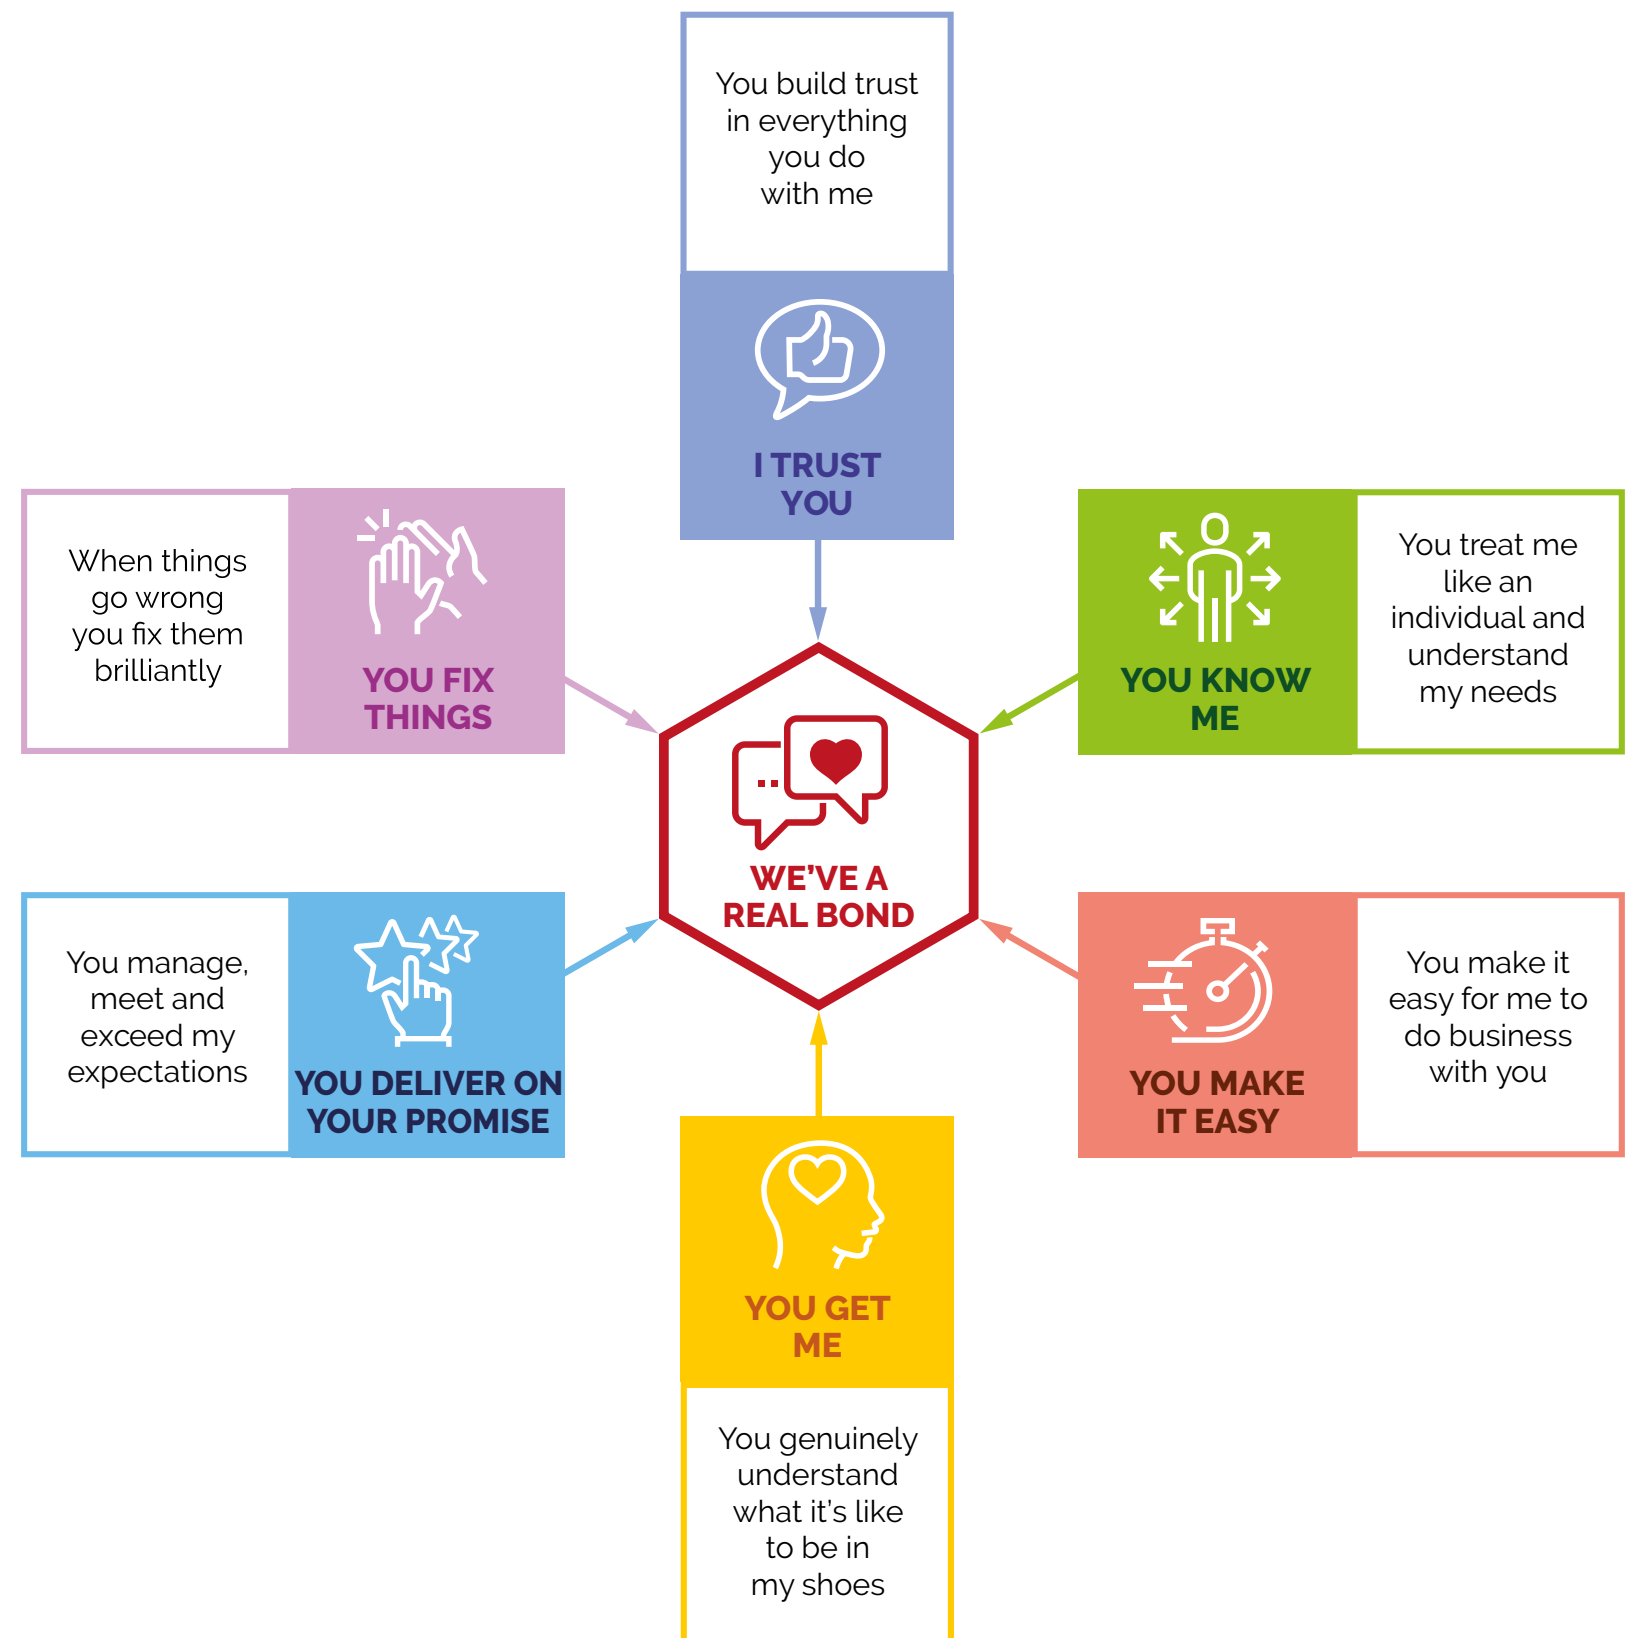 You build trust
in everything
you do
with me
I TRUST
YOU
When things
go wrong
you fix them
brilliantly
YOU FIX
THINGS
YOU KNOW
ME
You treat me
like an
individual and
understand
my needs
WE'VE A
REAL BOND
You manage,
meet and
exceed my
expectations
YOU DELIVER ON
YOUR PROMISE
YOU MAKE
IT EASY
You make it
easy for me to
do business
with you
YOU GET
ME
You genuinely
understand
what it's like
to be in
my shoes